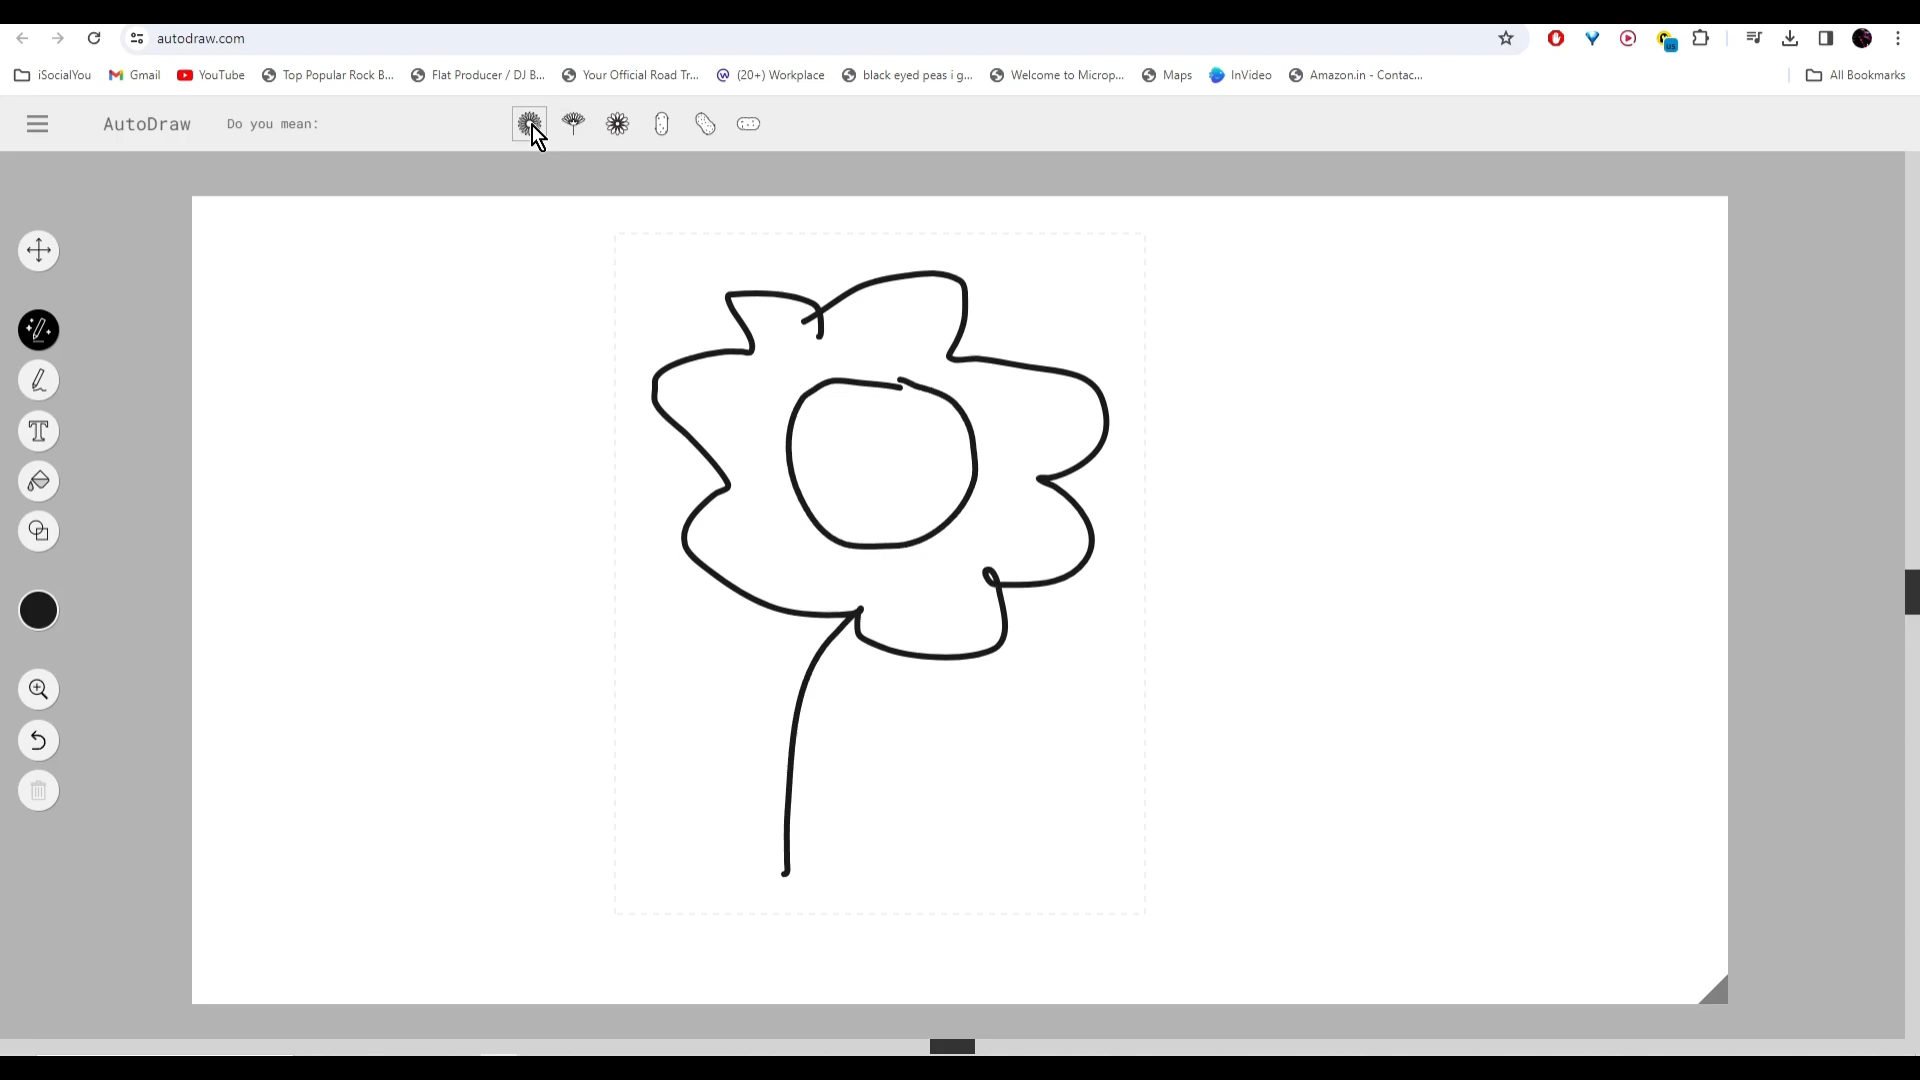 autodraw.com
us
iSocialYou Gmail YouTube Top Popular Rock B... Flat Producer / DJ B... Your Official Road Tr... (20+) Workplace black eyed peas i g... Welcome to Microp... Maps InVideo Amazon.in - Contac... All Bookmarks
AutoDraw Do you mean:
T